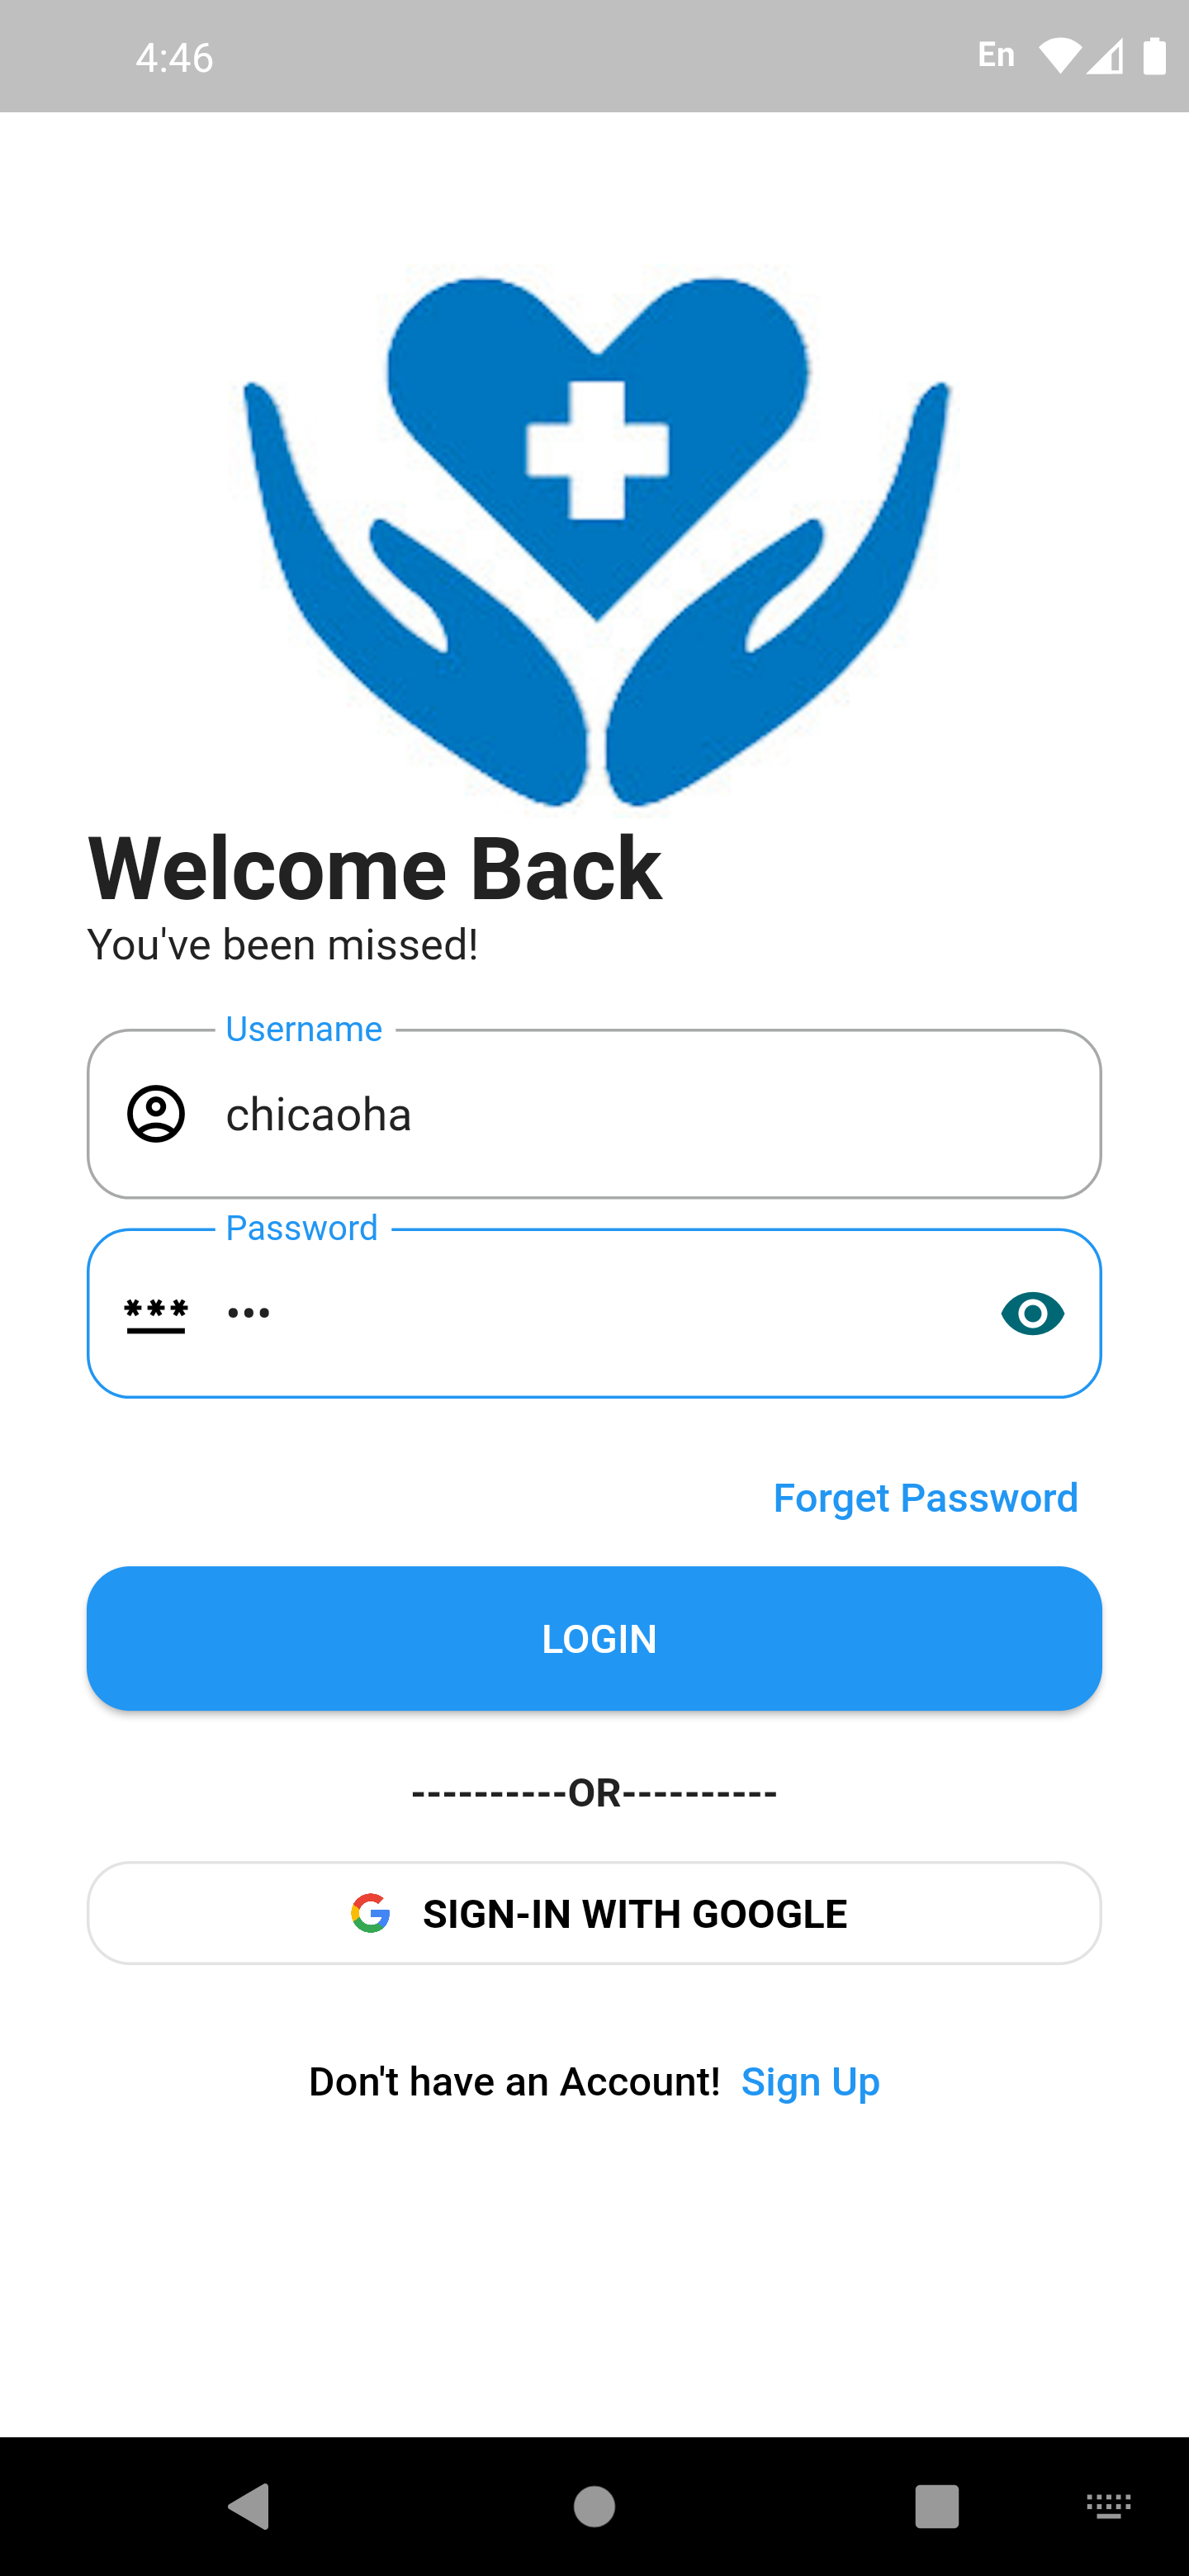 4:46 En
Welcome Back
You've been missed!
Username
chicaoha
Password
•••
Forget Password
LOGIN
----------OR----------
SIGN-IN WITH GOOGLE
Don't have an Account! Sign Up